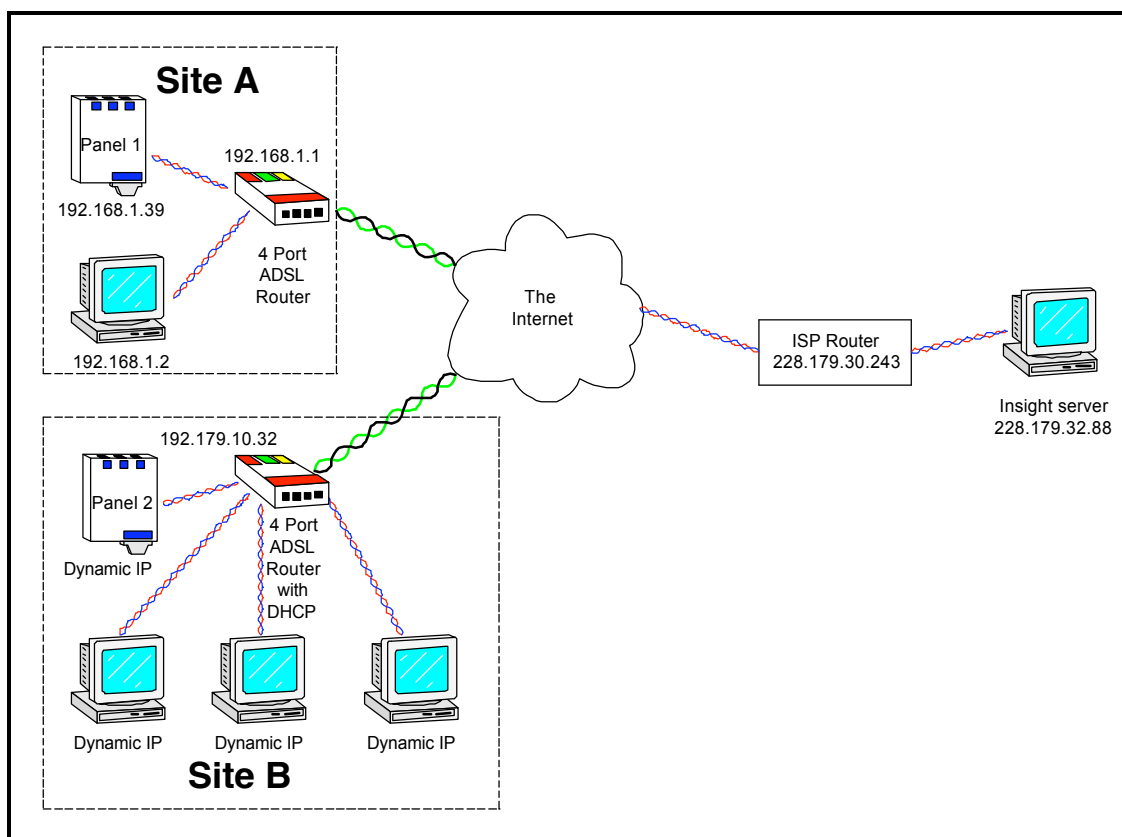 Site A
Panel 1
192.168.1.39
192.168.1.1
4 Port
ADSL
Router
192.168.1.2
The
Internet
ISP Router
228.179.30.243
Insight server
228.179.32.88
192.179.10.32
Panel 2
Dynamic IP
4 Port
ADSL
Router
with
DHCP
Dynamic IP
Dynamic IP
Dynamic IP
Site B